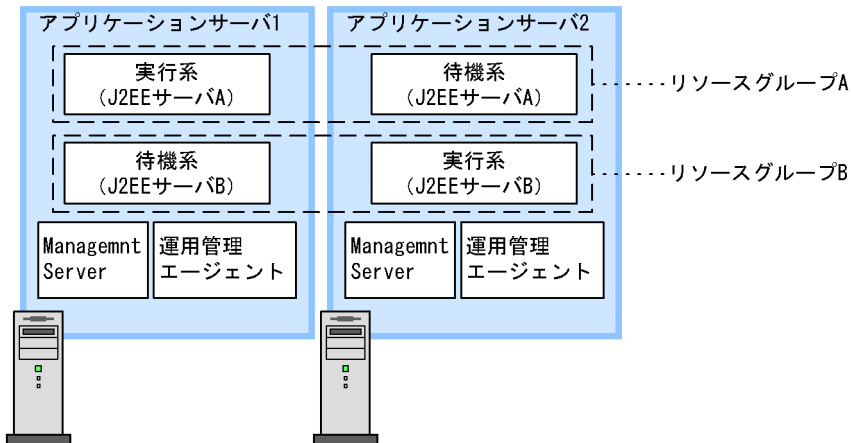 アプリケーションサーバ1
アプリケーションサーバ2
実行系
(J2EEサーバA)
待機系
(J2EEサーバA)
リソースグループA
待機系
(J2EEサーバB)
実行系
(J2EEサーバB)
リソースグループB
Managemnt
Server
運用管理
エージェント
Managemnt
Server
運用管理
エージェント